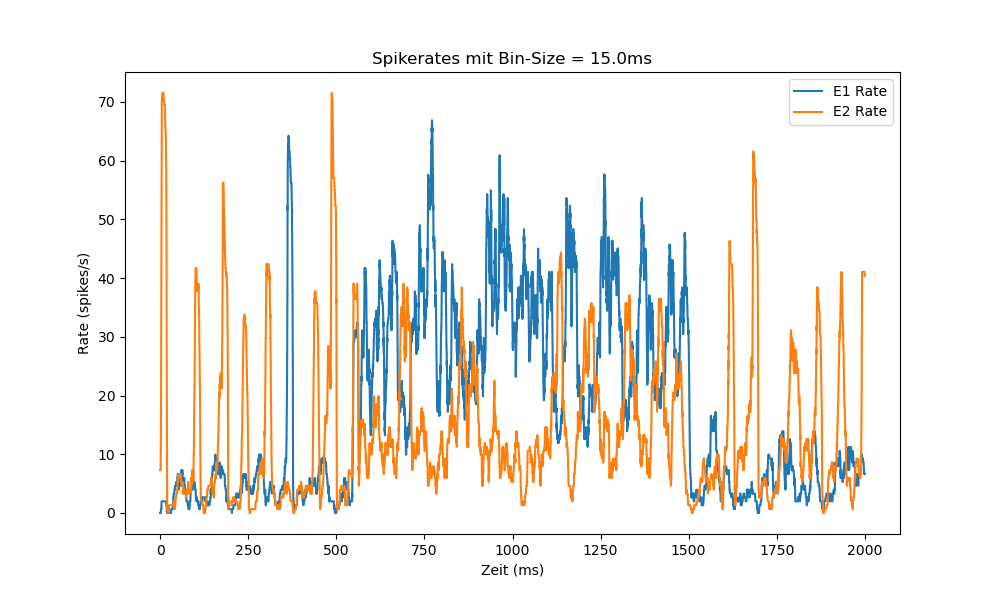 Spikerates mit Bin-Size = 15.0ms
E1 Rate
E2 Rate
70
60
50
40
30
20
10
0
Rate (spikes/s)
0 250 500 750 1000 1250 1500 1750 2000
Zeit (ms)